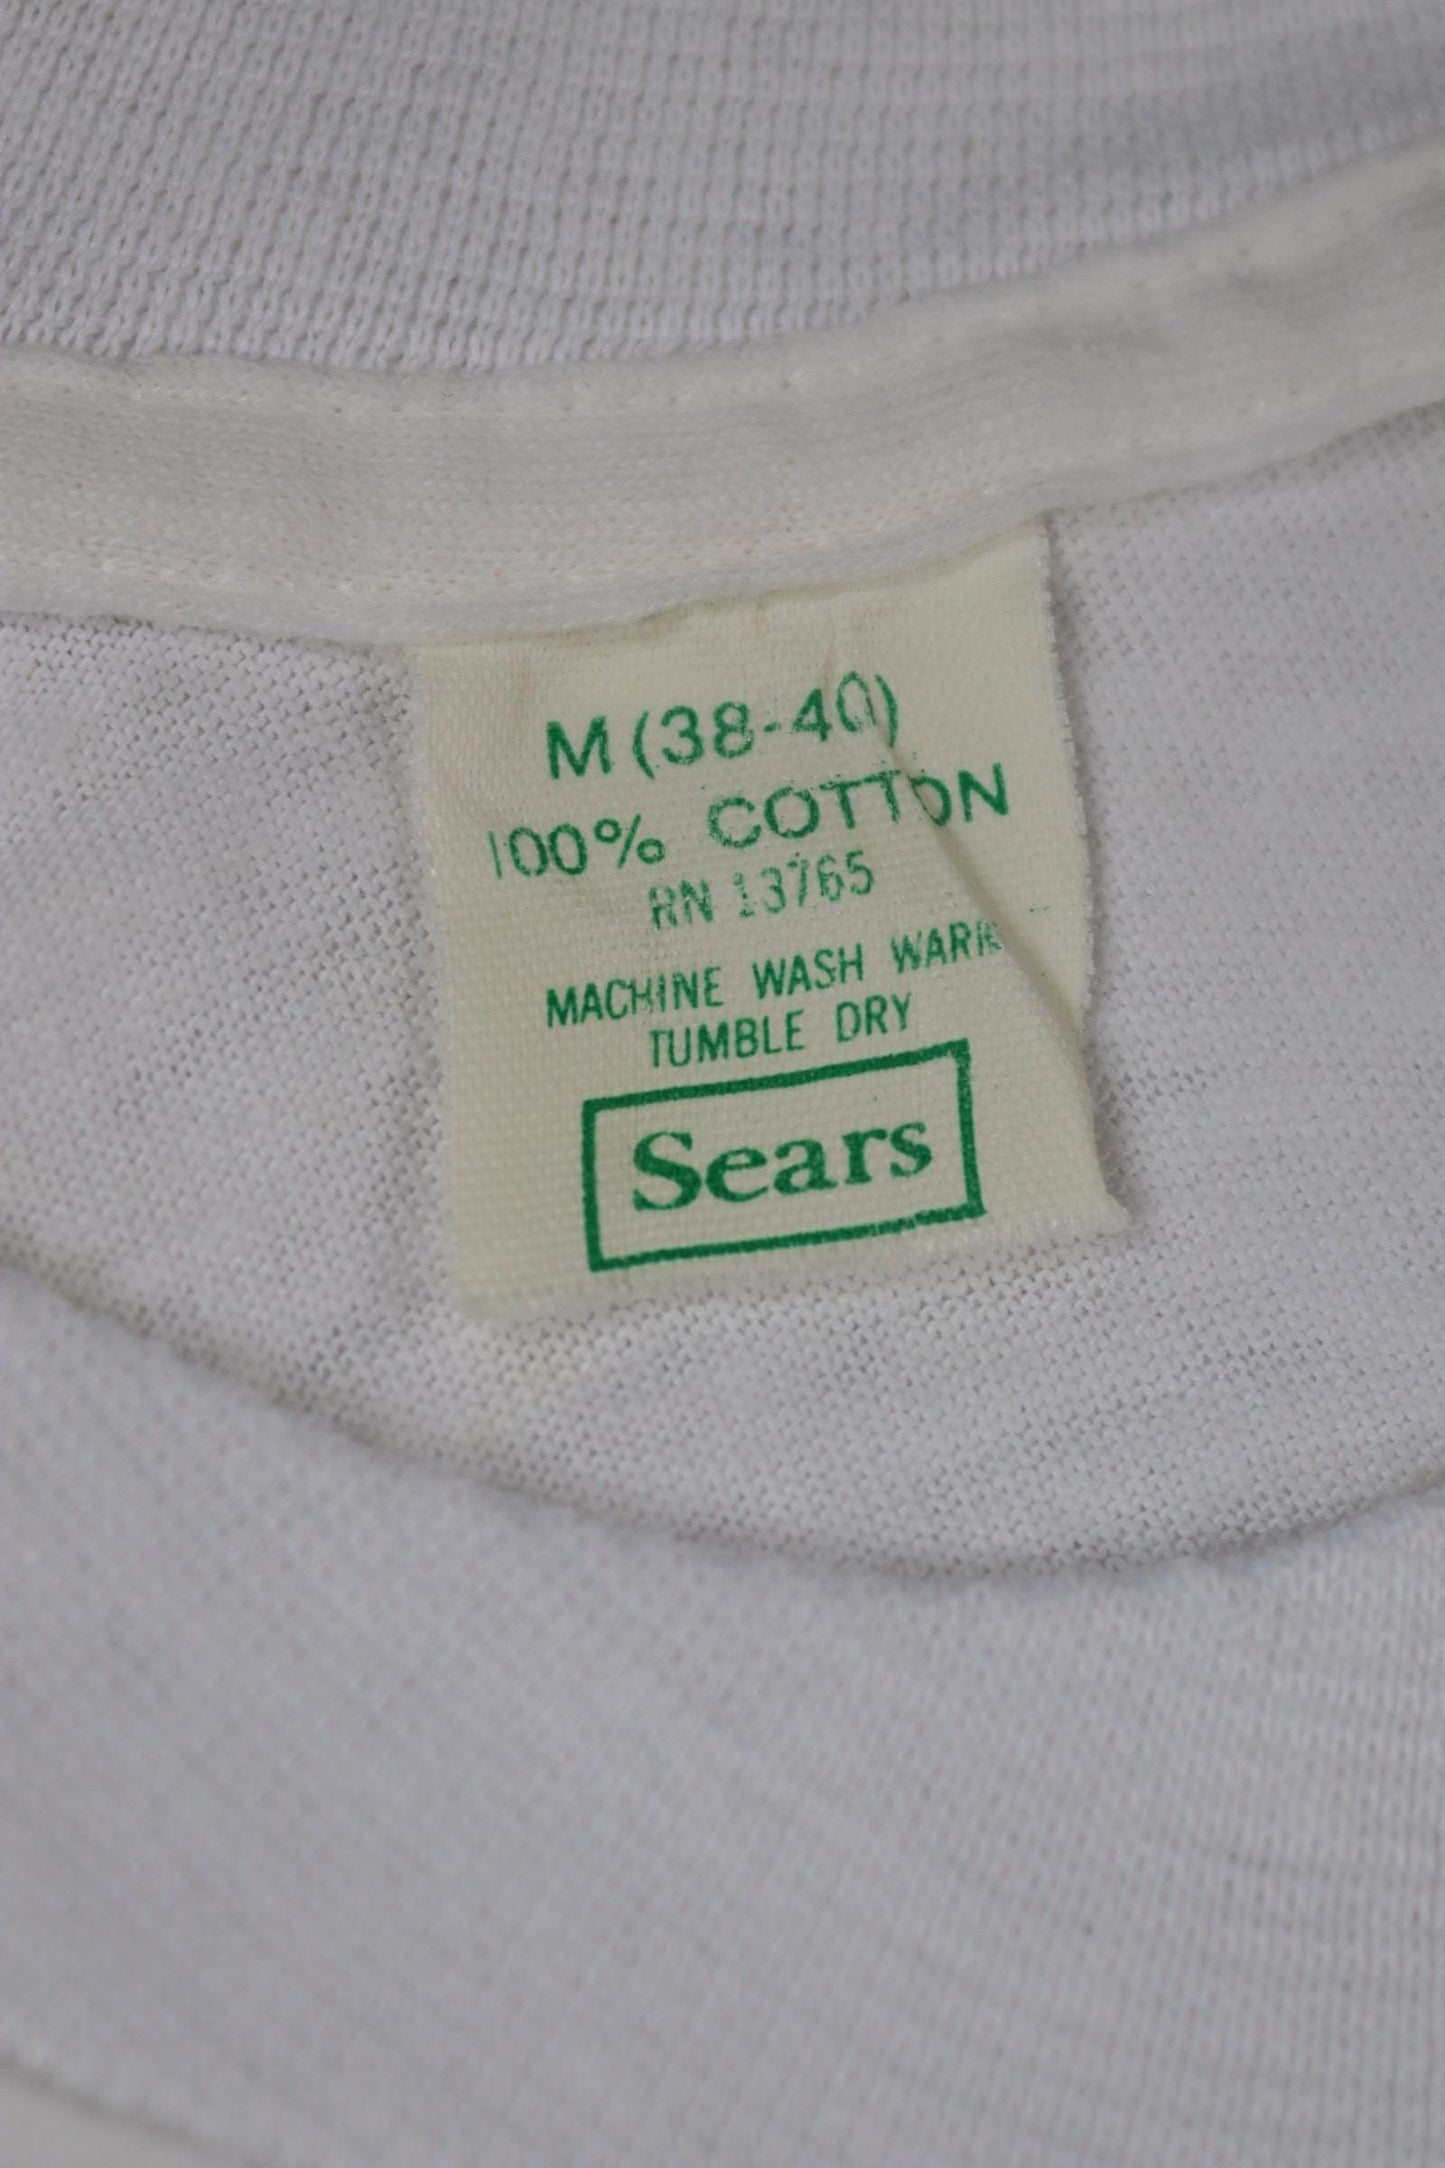 M (38-40)
100% COTTON
RN 13765
MACHINE WASH WARM
TUMBLE DRY
Sears